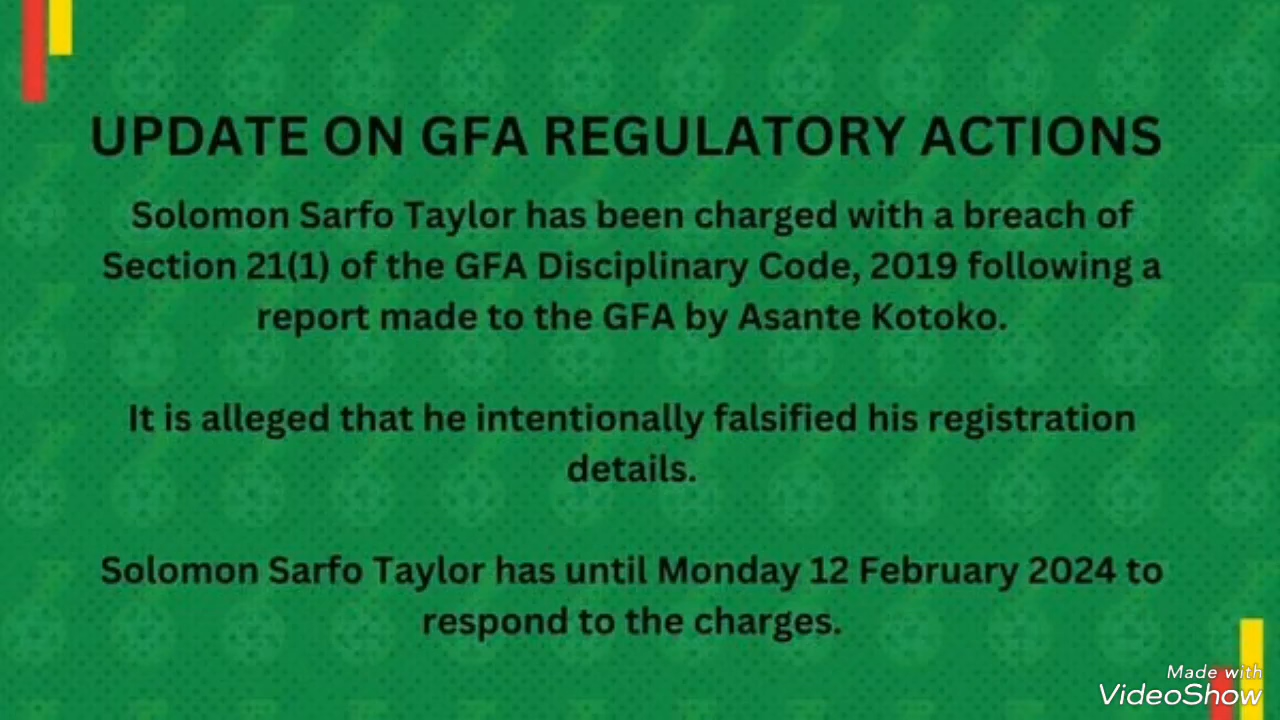 UPDATE ON GFA REGULATORY ACTIONS
Solomon Sarfo Taylor has been charged with a breach of
Section 21(1) of the GFA Disciplinary Code, 2019 following a
report made to the GFA by Asante Kotoko.
It is alleged that he intentionally falsified his registration
details.
Solomon Sarfo Taylor has until Monday 12 February 2024 to
respond to the charges.
Made with
VideoShow